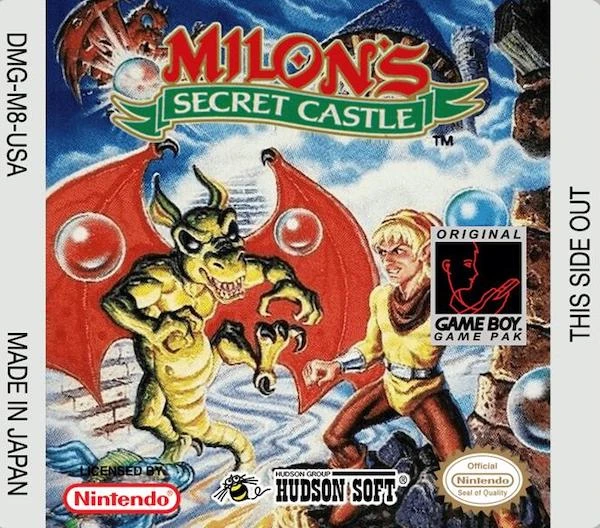 DMG-M8-USA
MADE IN JAPAN
MILON'S
SECRET CASTLE
TM
ORIGINAL
GAME BOY™
GAME PAK
THIS SIDE OUT
LICENSED BY
Nintendo®
HUDSON GROUP
HUDSON SOFT®
Official
Nintendo
Seal of Quality